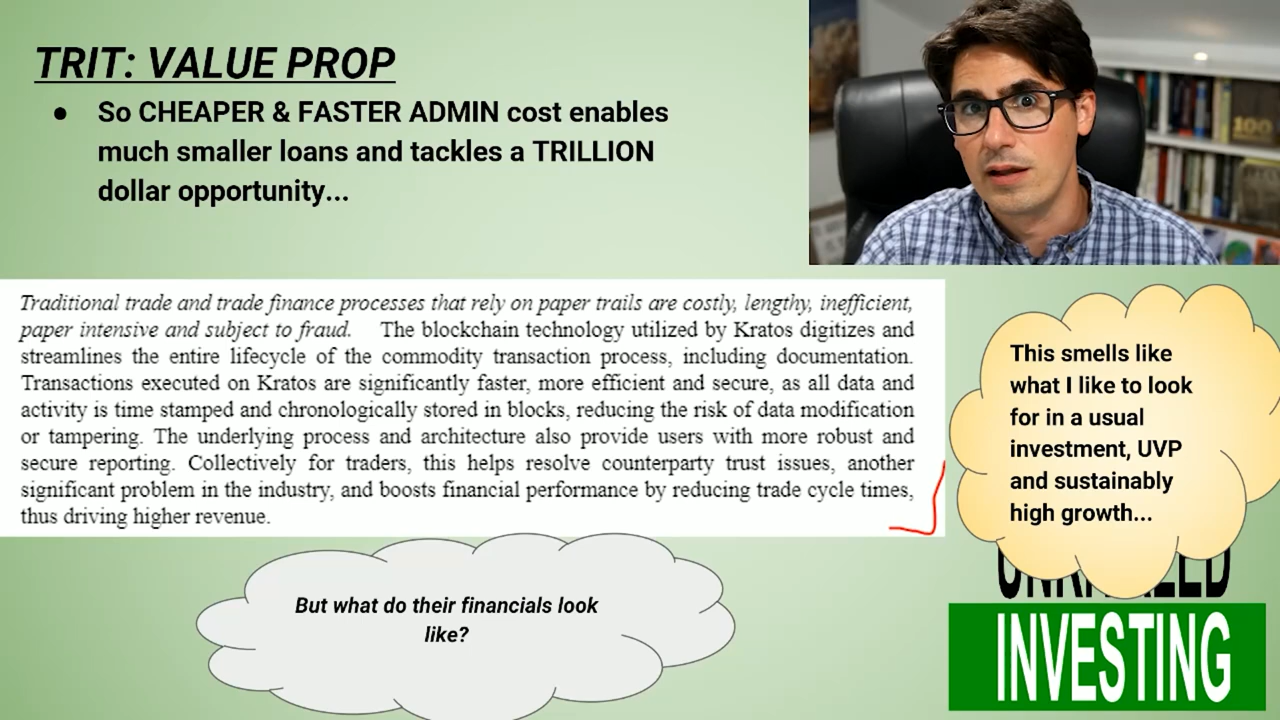 TRIT: VALUE PROP
● So CHEAPER & FASTER ADMIN cost enables
much smaller loans and tackles a TRILLION
dollar opportunity...
Traditional trade and trade finance processes that rely on paper trails are costly, lengthy, inefficient,
paper intensive and subject to fraud. The blockchain technology utilized by Kratos digitizes and
streamlines the entire lifecycle of the commodity transaction process, including documentation.
Transactions executed on Kratos are significantly faster, more efficient and secure, as all data and
activity is time stamped and chronologically stored in blocks, reducing the risk of data modification
or tampering. The underlying process and architecture also provide users with more robust and
secure reporting. Collectively for traders, this helps resolve counterparty trust issues, another
significant problem in the industry, and boosts financial performance by reducing trade cycle times,
thus driving higher revenue.
This smells like
what I like to look
for in a usual
investment, UVP
and sustainably
high growth...
But what do their financials look
like?
INVESTING
100